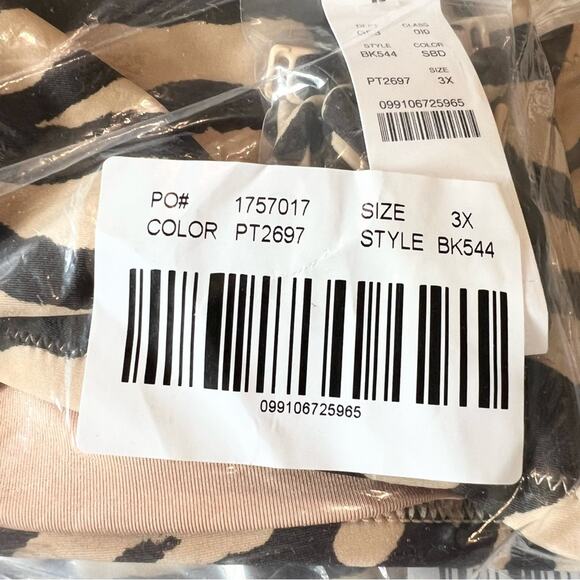 DEPT CLASS
058 010
STYLE COLOR
BK544 SBD
SIZE
PT2697 3X
099106725965
PO# 1757017 SIZE 3X
COLOR PT2697 STYLE BK544
099106725965